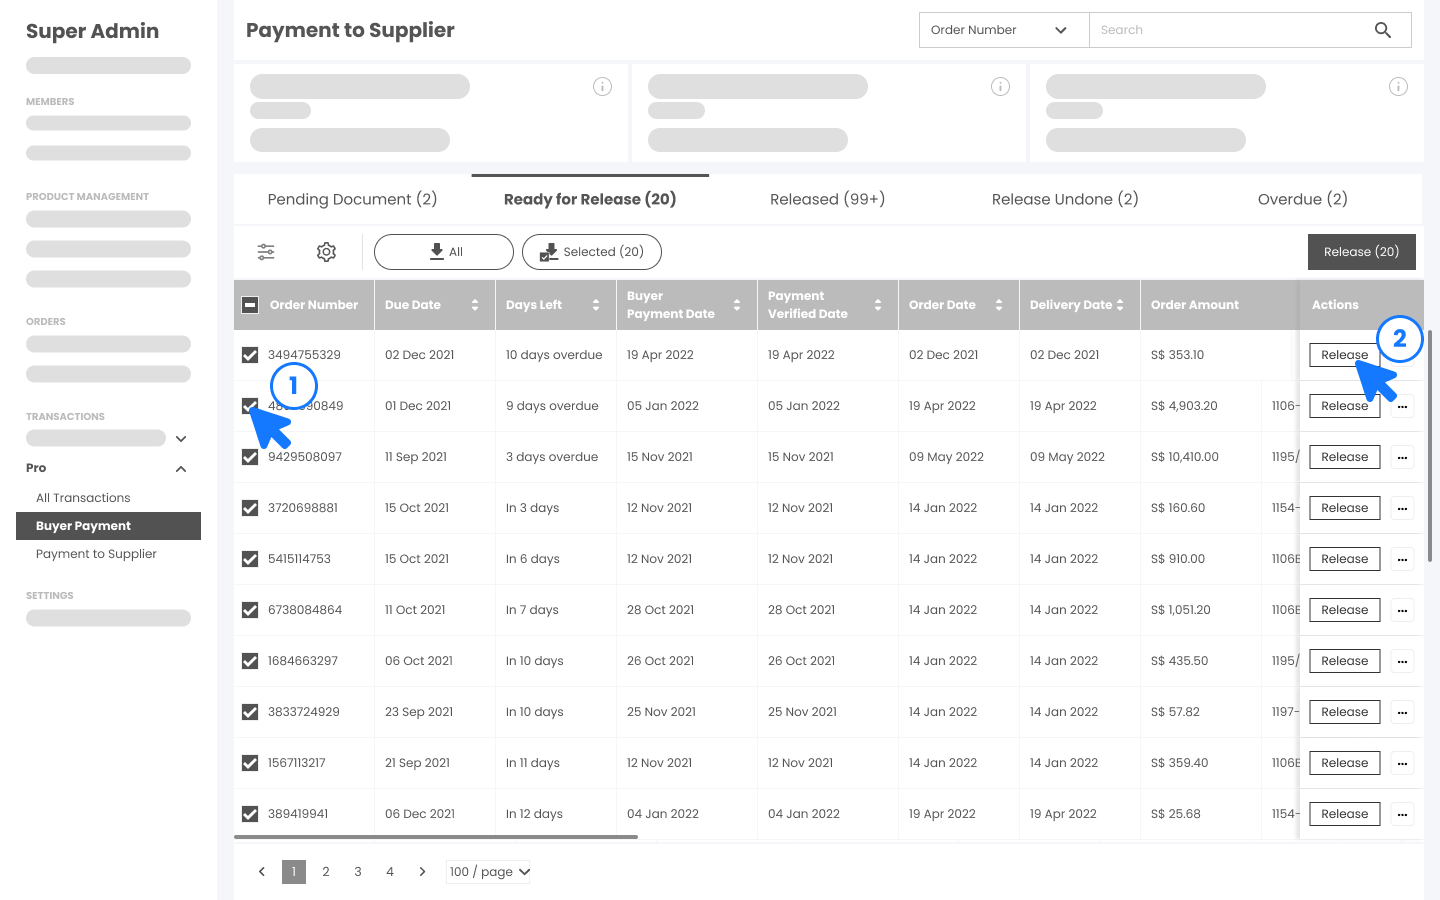 Super Admin
MEMBERS
PRODUCT MANAGEMENT
ORDERS
TRANSACTIONS
Pro
All Transactions
Buyer Payment
Payment to Supplier
SETTINGS
Payment to Supplier
Order Number
Search
Pending Document (2)
Ready for Release (20)
Released (99+)
Release Undone (2)
Overdue (2)
All
Selected (20)
Release (20)
Order Number Due Date Days Left Buyer Payment Date Payment Verified Date Order Date Delivery Date Order Amount Actions
3494755329 02 Dec 2021 10 days overdue 19 Apr 2022 19 Apr 2022 02 Dec 2021 02 Dec 2021 S$ 353.10 Release
2
1
01 Dec 2021 9 days overdue 05 Jan 2022 05 Jan 2022 19 Apr 2022 19 Apr 2022 S$ 4,903.20 1106- Release
9429508097 11 Sep 2021 3 days overdue 15 Nov 2021 15 Nov 2021 09 May 2022 09 May 2022 S$ 10,410.00 1195/ Release
3720698881 15 Oct 2021 In 3 days 12 Nov 2021 12 Nov 2021 14 Jan 2022 14 Jan 2022 S$ 160.60 1154- Release
5415114753 15 Oct 2021 In 6 days 12 Nov 2021 12 Nov 2021 14 Jan 2022 14 Jan 2022 S$ 910.00 1106E Release
6738084864 11 Oct 2021 In 7 days 28 Oct 2021 28 Oct 2021 14 Jan 2022 14 Jan 2022 S$ 1,051.20 1106E Release
1684663297 06 Oct 2021 In 10 days 26 Oct 2021 26 Oct 2021 14 Jan 2022 14 Jan 2022 S$ 435.50 1195/ Release
3833724929 23 Sep 2021 In 10 days 25 Nov 2021 25 Nov 2021 14 Jan 2022 14 Jan 2022 S$ 57.82 1197- Release
1567113217 21 Sep 2021 In 11 days 12 Nov 2021 12 Nov 2021 14 Jan 2022 14 Jan 2022 S$ 359.40 1106E Release
389419941 06 Dec 2021 In 12 days 04 Jan 2022 04 Jan 2022 19 Apr 2022 19 Apr 2022 S$ 25.68 1154- Release
1 2 3 4 100 / page